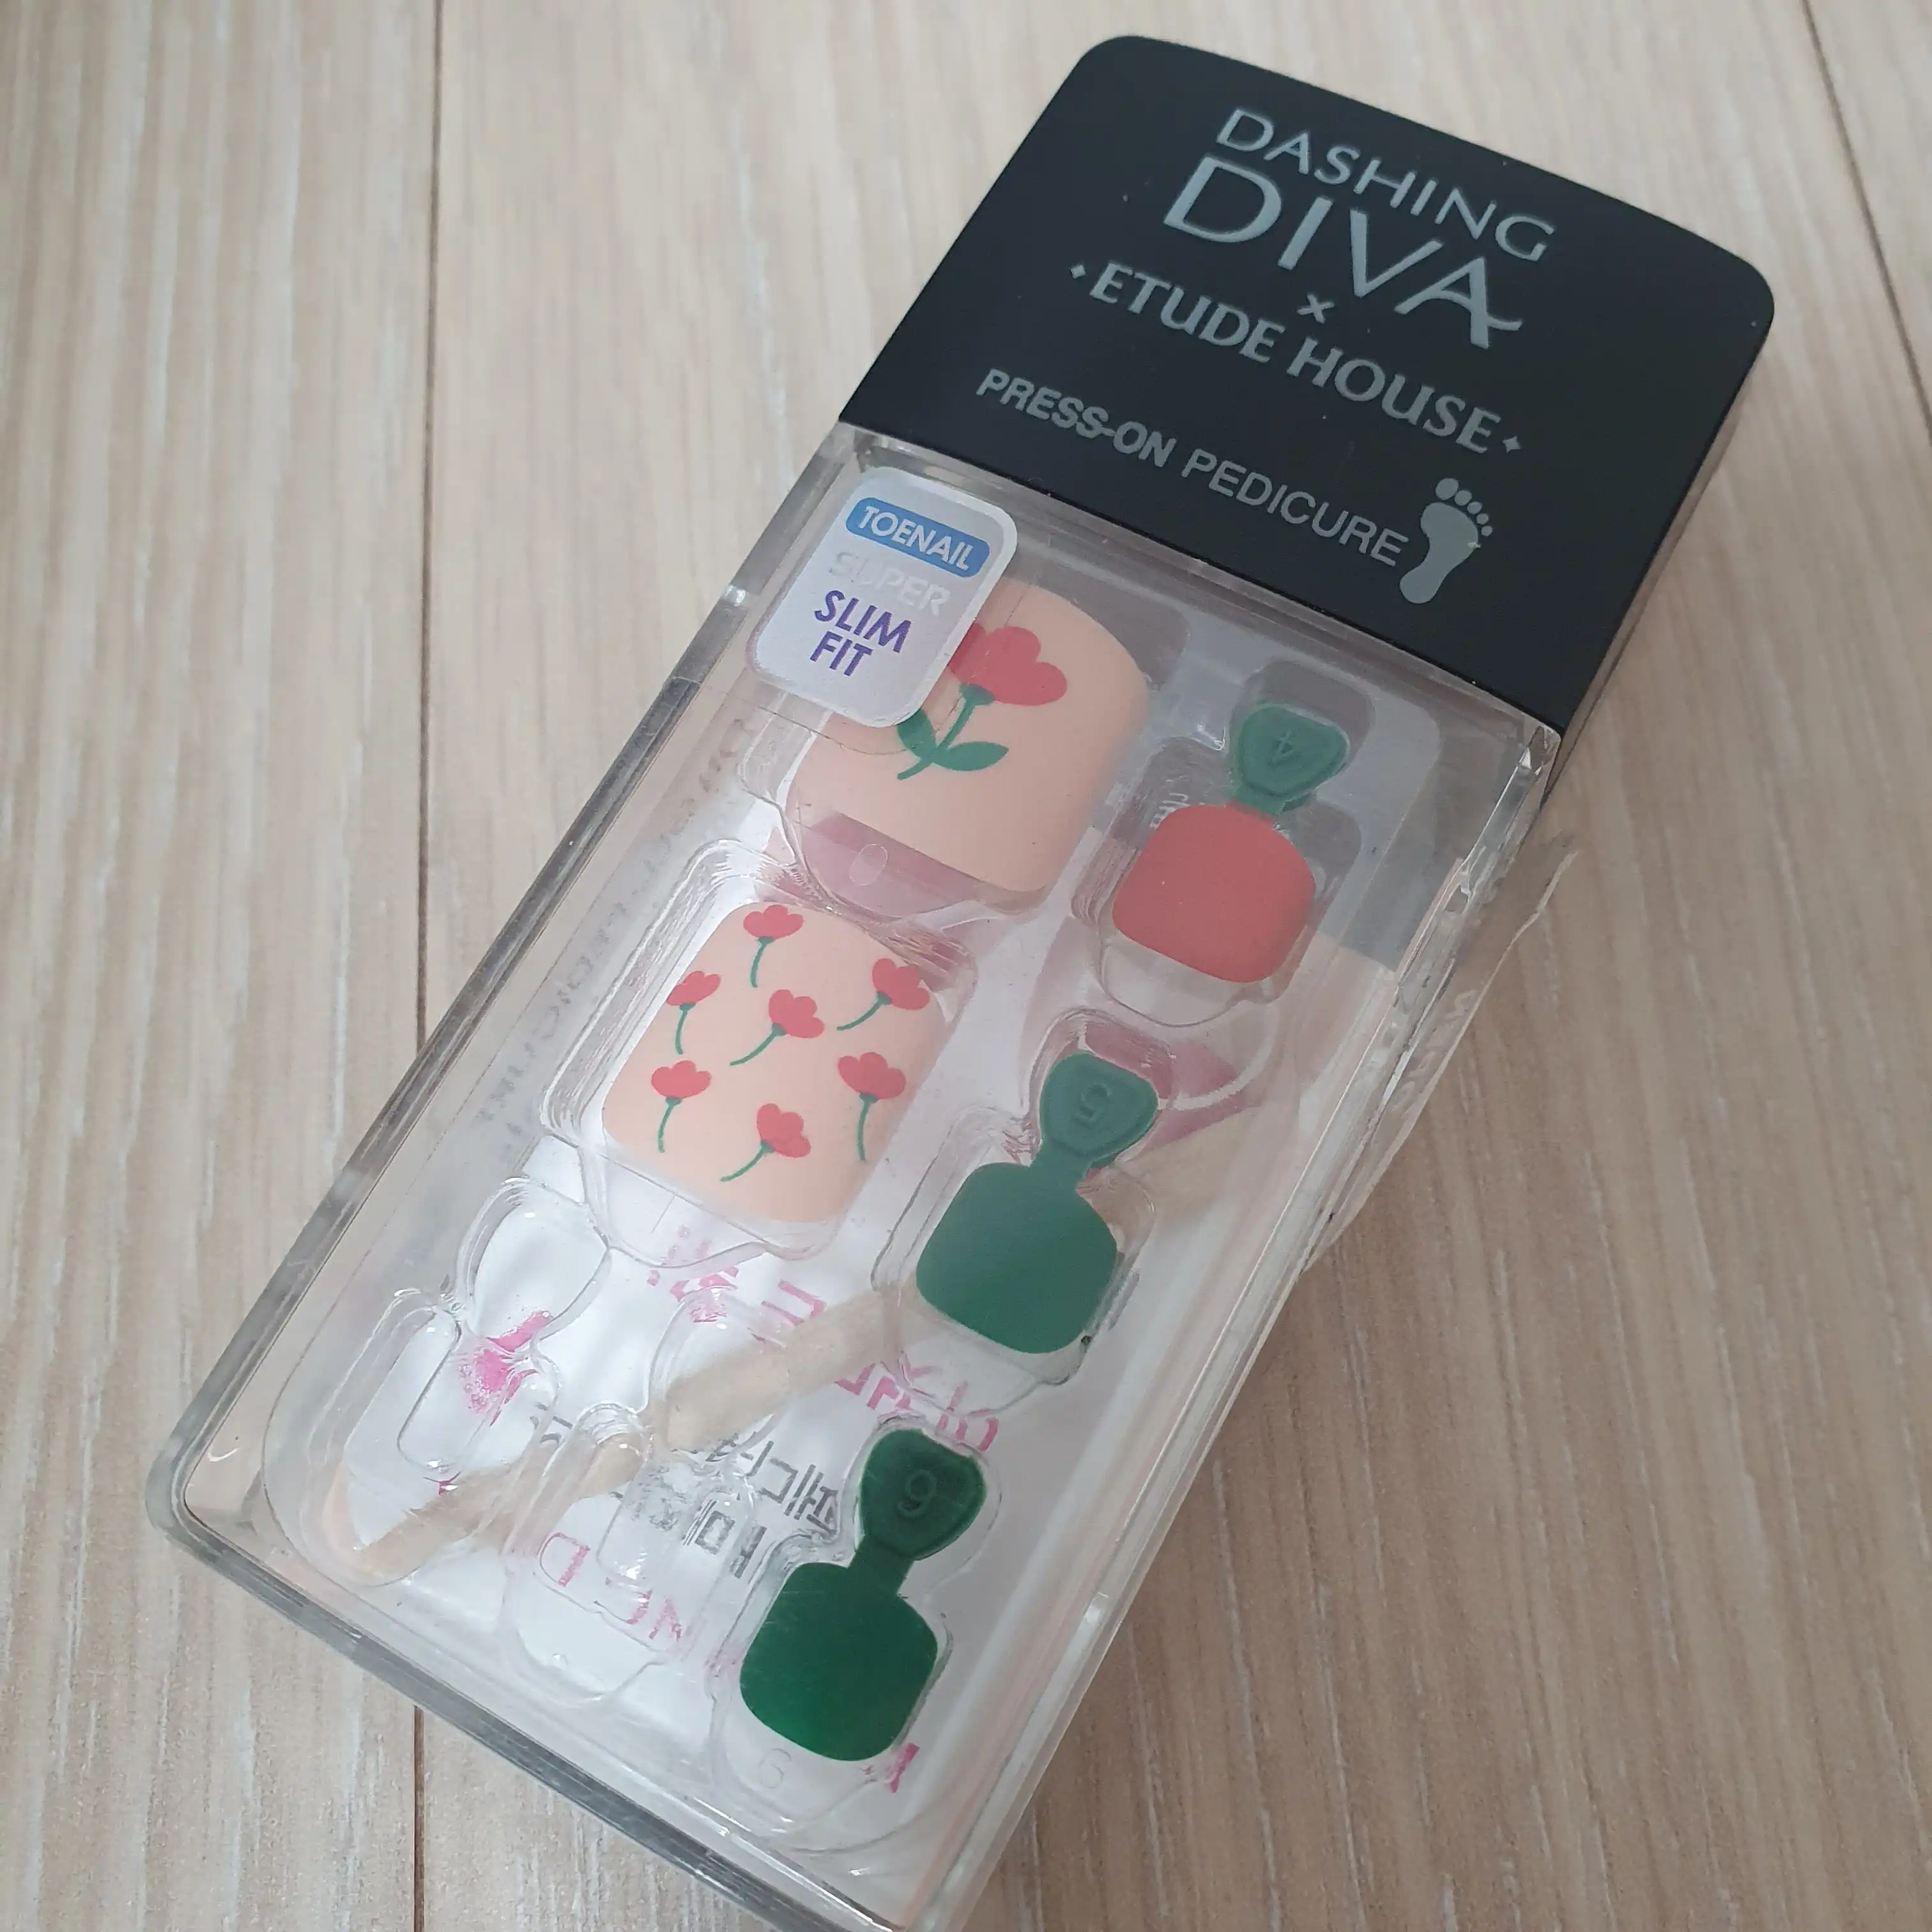 DASHING
DIVA
×
ETUDE HOUSE
PRESS-ON PEDICURE
TOENAIL
SUPER
SLIM
FIT
4
5
6